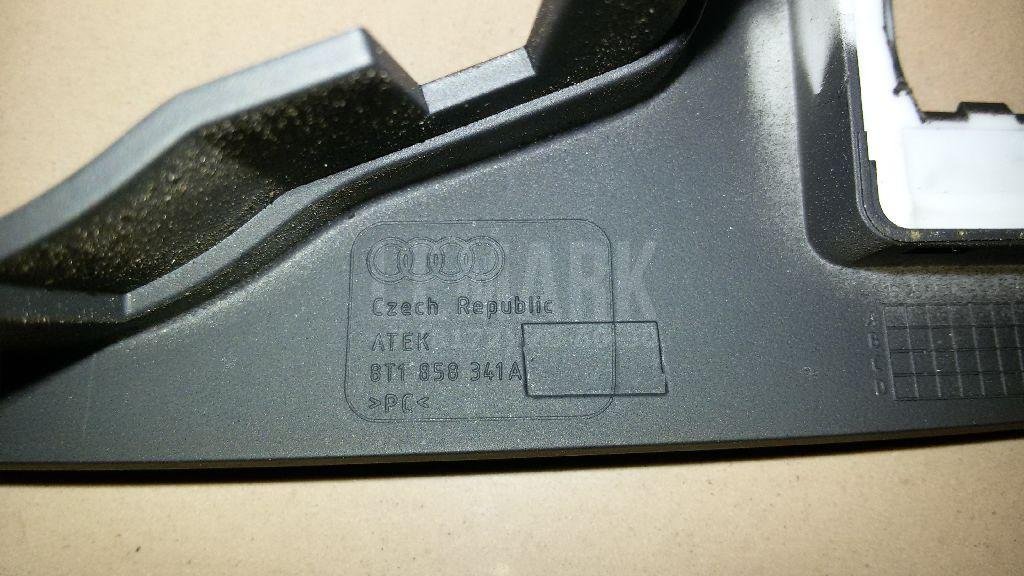 Czech Republic
ATEK
8T1 858 341A
>PC<
A
B
C
D